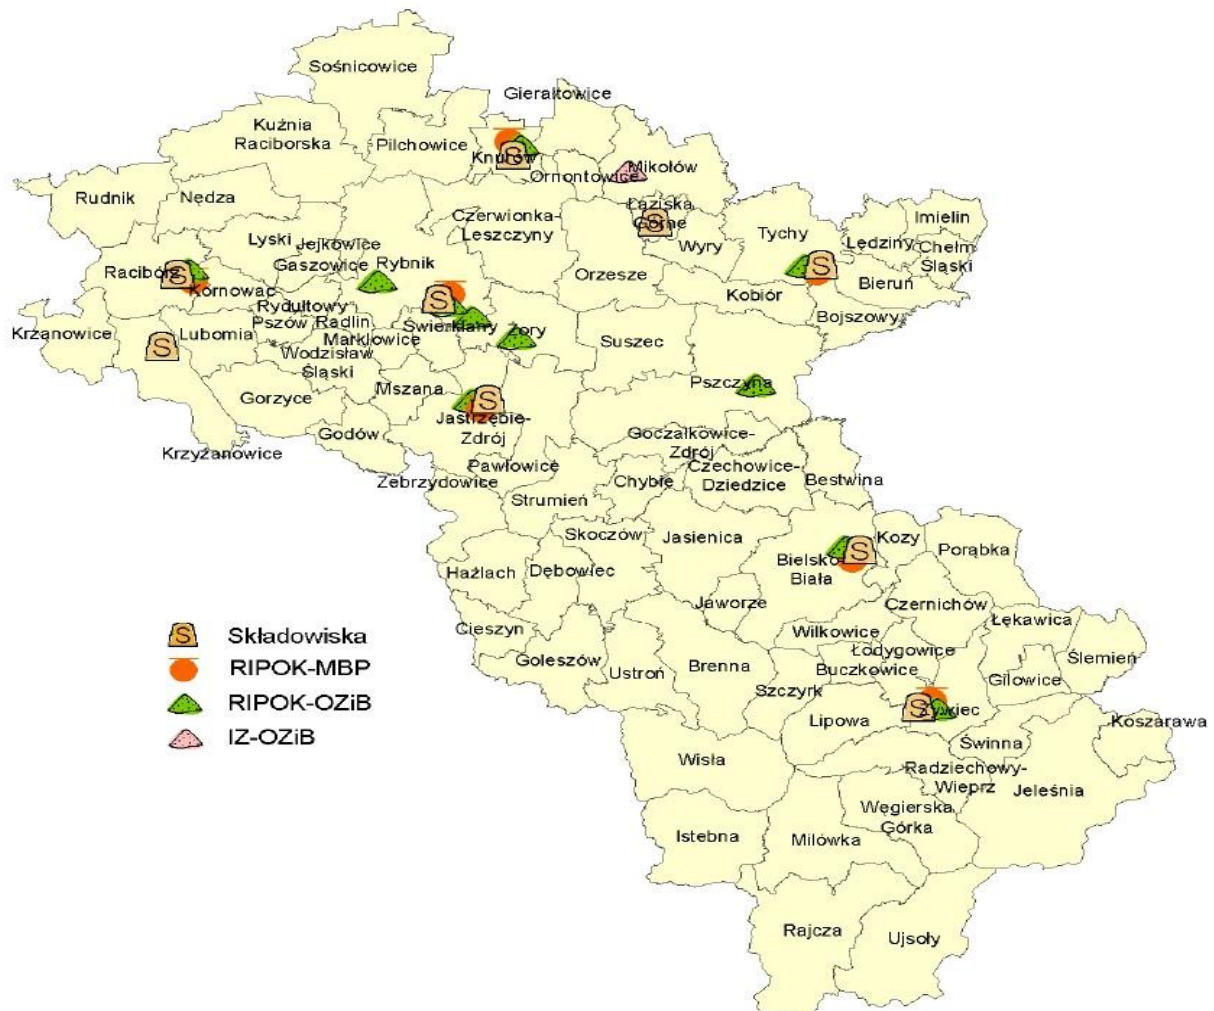 Sośnicowice
Gierałtowice
Kuźnia
Raciborska
Pilchowice
Knurów
Ornontowice
Mikołów
Rudnik
Nędza
Łaziska
Górne
Imielin
Czerwionka-
Leszczyny
Wyry
Tychy
Lędziny
Chełm
Śląski
Lyski
Jejkowice
Gaszowice
Rybnik
Racibórz
Kornowac
Orzesze
Bieruń
Kobiór
Bojszowy
Rydułtowy
Pszów
Radlin
Świerklany
Żory
Krzanowice
Lubomia
Marklowice
Suszec
Wodzisław
Śląski
Mszana
Pszczyna
Gorzyce
Jastrzębie-
Zdrój
Godów
Krzyżanowice
Goczałkowice-
Zdrój
Pawłowice
Zebrzydowice
Chybie
Czechowice-
Dziedzice
Bestwina
Strumień
Skoczów
Jasienica
Kozy
Porąbka
Bielsko
Biała
Hażlach
Dębowiec
Jaworze
Czernichów
Łękawica
Cieszyn
Wilkowice
Goleszów
Ustroń
Brenna
Łodygowice
Buczkowice
Ślemień
Gilowice
Szczyrk
Lipowa
Żywiec
Koszarawa
Świnna
Wisła
Radziechowy-
Wieprz
Jeleśnia
Węgierska
Górka
Istebna
Milówka
Rajcza
Ujsoły
S
S
S
S
S
S
S
S
S
S Składowiska
RIPOK-MBP
RIPOK-OZiB
IZ-OZiB